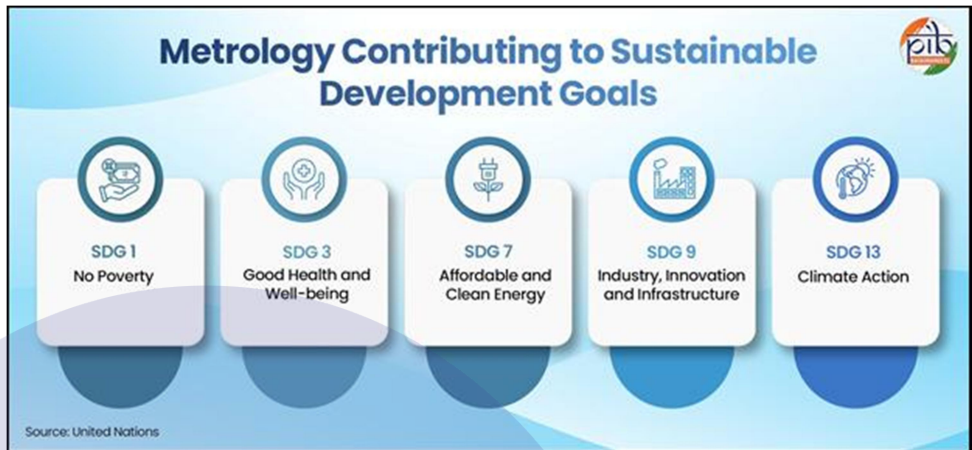 Metrology Contributing to Sustainable
Development Goals
pib
SDG 1
No Poverty
SDG 3
Good Health and
Well-being
SDG 7
Affordable and
Clean Energy
SDG 9
Industry, Innovation
and Infrastructure
SDG 13
Climate Action
Source: United Nations